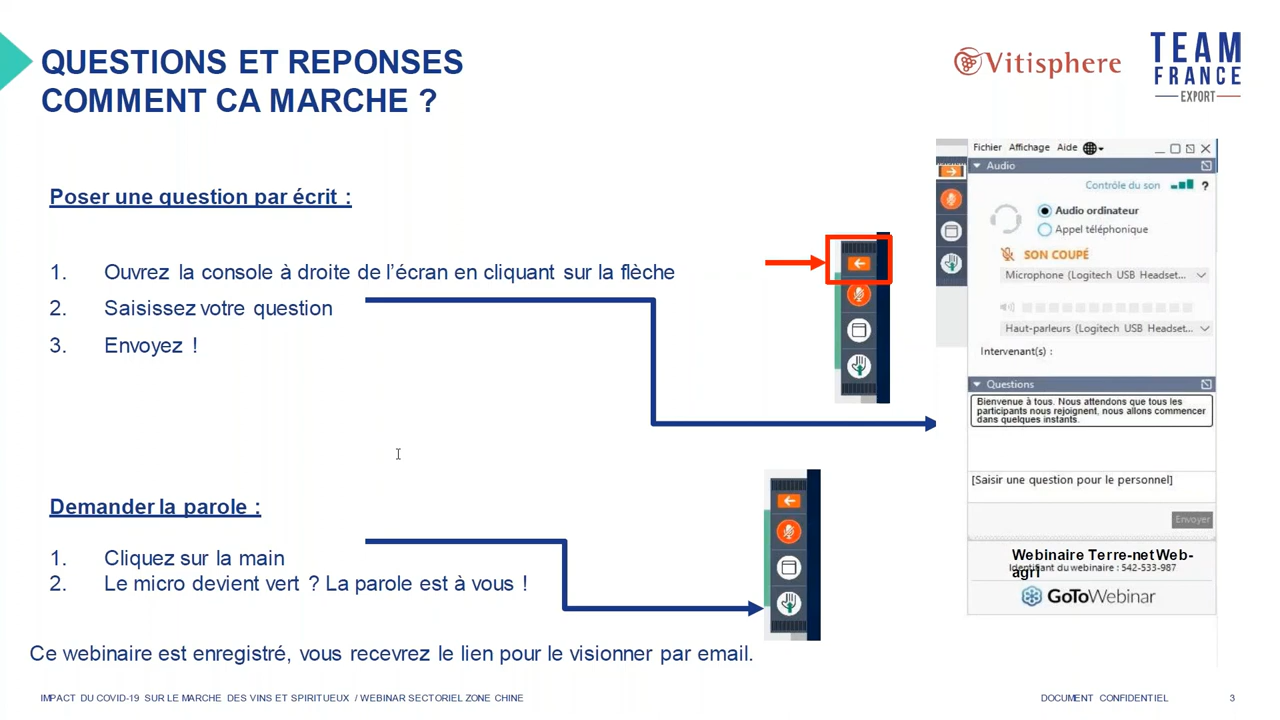 QUESTIONS ET REPONSES
COMMENT CA MARCHE ?
Vitisphere
TEAM
FRANCE
EXPORT
Poser une question par écrit :
1. Ouvrez la console à droite de l’écran en cliquant sur la flèche
2. Saisissez votre question
3. Envoyez !
Demander la parole :
1. Cliquez sur la main
2. Le micro devient vert ? La parole est à vous !
Ce webinaire est enregistré, vous recevrez le lien pour le visionner par email.
Fichier Affichage Aide
Audio
Contrôle du son ?
Audio ordinateur
Appel téléphonique
SON COUPÉ
Microphone (Logitech USB Headset...
Haut-parleurs (Logitech USB Headset...
Intervenant(s) :
Questions
Bienvenue à tous. Nous attendons que tous les
participants nous rejoignent, nous allons commencer
dans quelques instants.
[Saisir une question pour le personnel]
Envoyer
Webinaire Terre-net Web-
agri
Identifiant du webinaire : 542-533-987
GoToWebinar
IMPACT DU COVID-19 SUR LE MARCHE DES VINS ET SPIRITUEUX / WEBINAR SECTORIEL ZONE CHINE
DOCUMENT CONFIDENTIEL
3